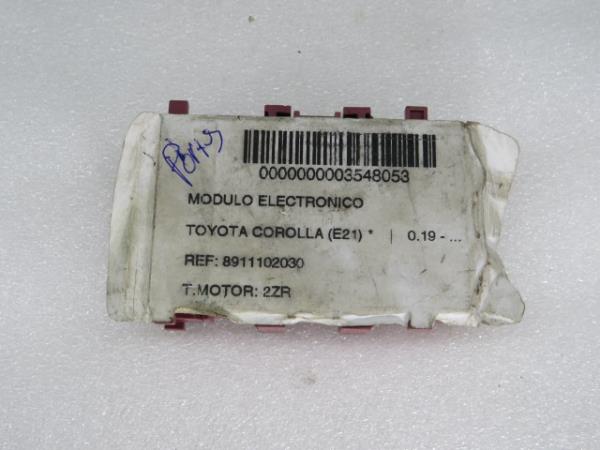 0000000003548053
MODULO ELECTRONICO
TOYOTA COROLLA (E21) * | 0.19 - ...
REF: 8911102030
T.MOTOR: 2ZR